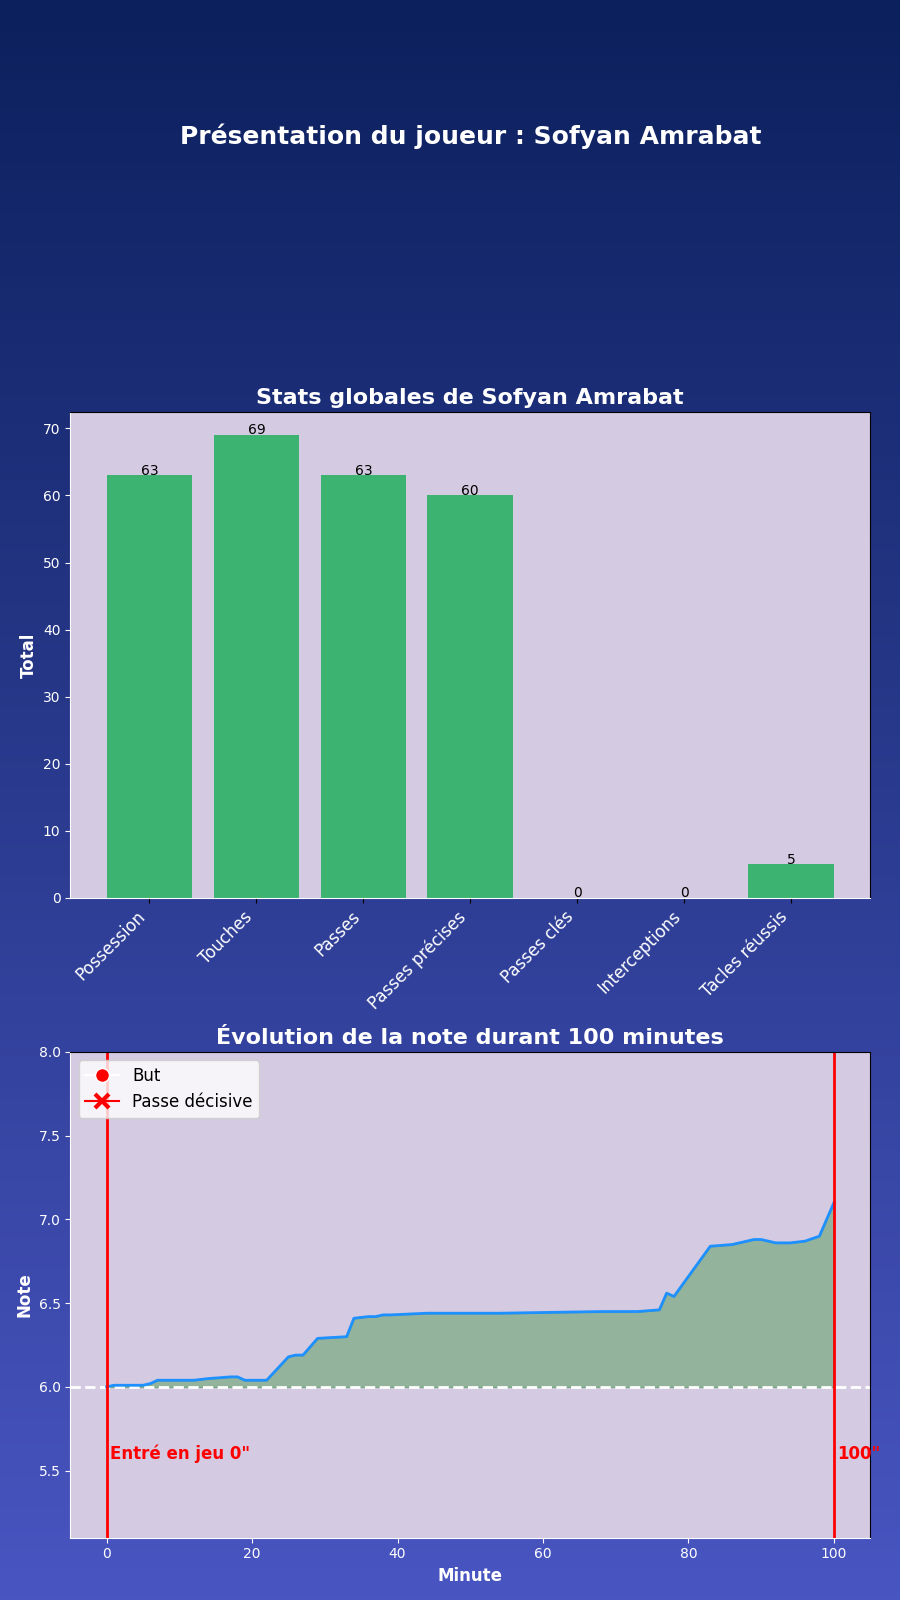 Présentation du joueur : Sofyan Amrabat
Stats globales de Sofyan Amrabat
Total
70
60
50
40
30
20
10
0
63
69
63
60
0
0
5
Possession
Touches
Passes
Passes précises
Passes clés
Interceptions
Tacles réussis
Évolution de la note durant 100 minutes
Note
8.0
7.5
7.0
6.5
6.0
5.5
But
Passe décisive
Entré en jeu 0"
100"
0
20
40
60
80
100
Minute